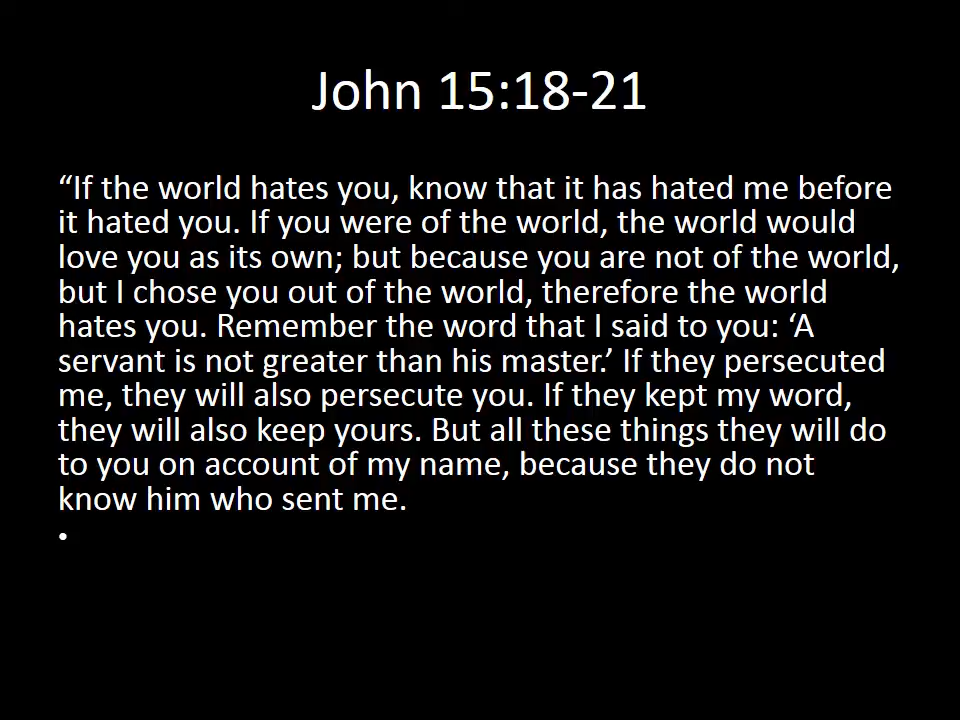 John 15:18-21
“If the world hates you, know that it has hated me before
it hated you. If you were of the world, the world would
love you as its own; but because you are not of the world,
but I chose you out of the world, therefore the world
hates you. Remember the word that I said to you: ‘A
servant is not greater than his master.’ If they persecuted
me, they will also persecute you. If they kept my word,
they will also keep yours. But all these things they will do
to you on account of my name, because they do not
know him who sent me.
•